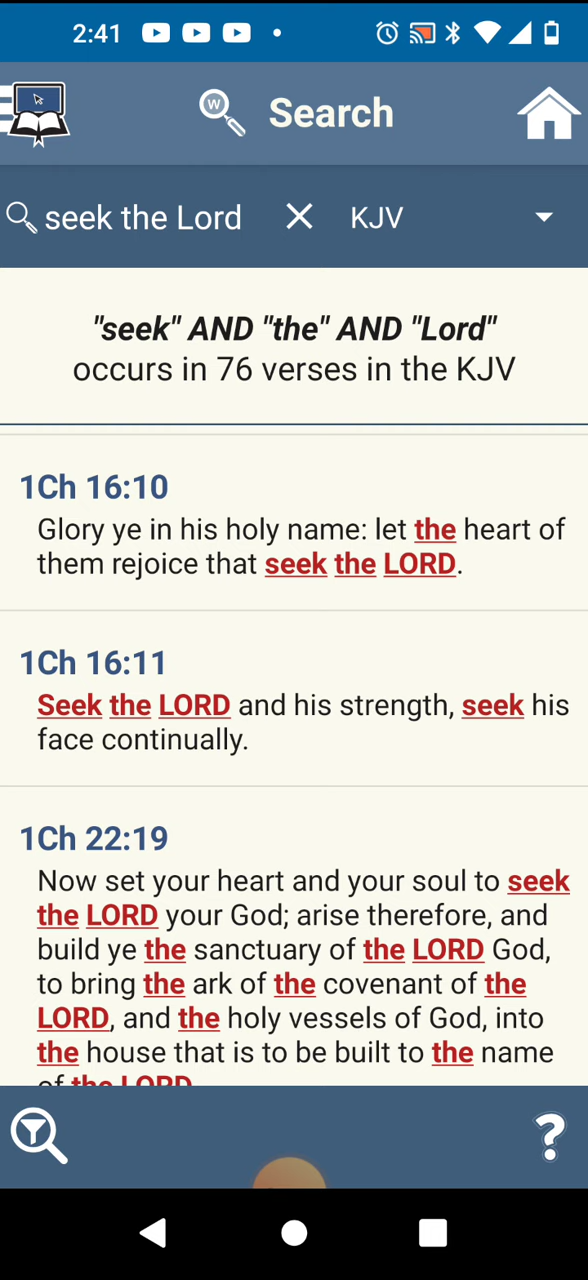 2:41
W
Search
seek the Lord
KJV
"seek" AND "the" AND "Lord"
occurs in 76 verses in the KJV
1Ch 16:10
Glory ye in his holy name: let the heart of
them rejoice that seek the LORD.
1Ch 16:11
Seek the LORD and his strength, seek his
face continually.
1Ch 22:19
Now set your heart and your soul to seek
the LORD your God; arise therefore, and
build ye the sanctuary of the LORD God,
to bring the ark of the covenant of the
LORD, and the holy vessels of God, into
the house that is to be built to the name
of the LORD.
?